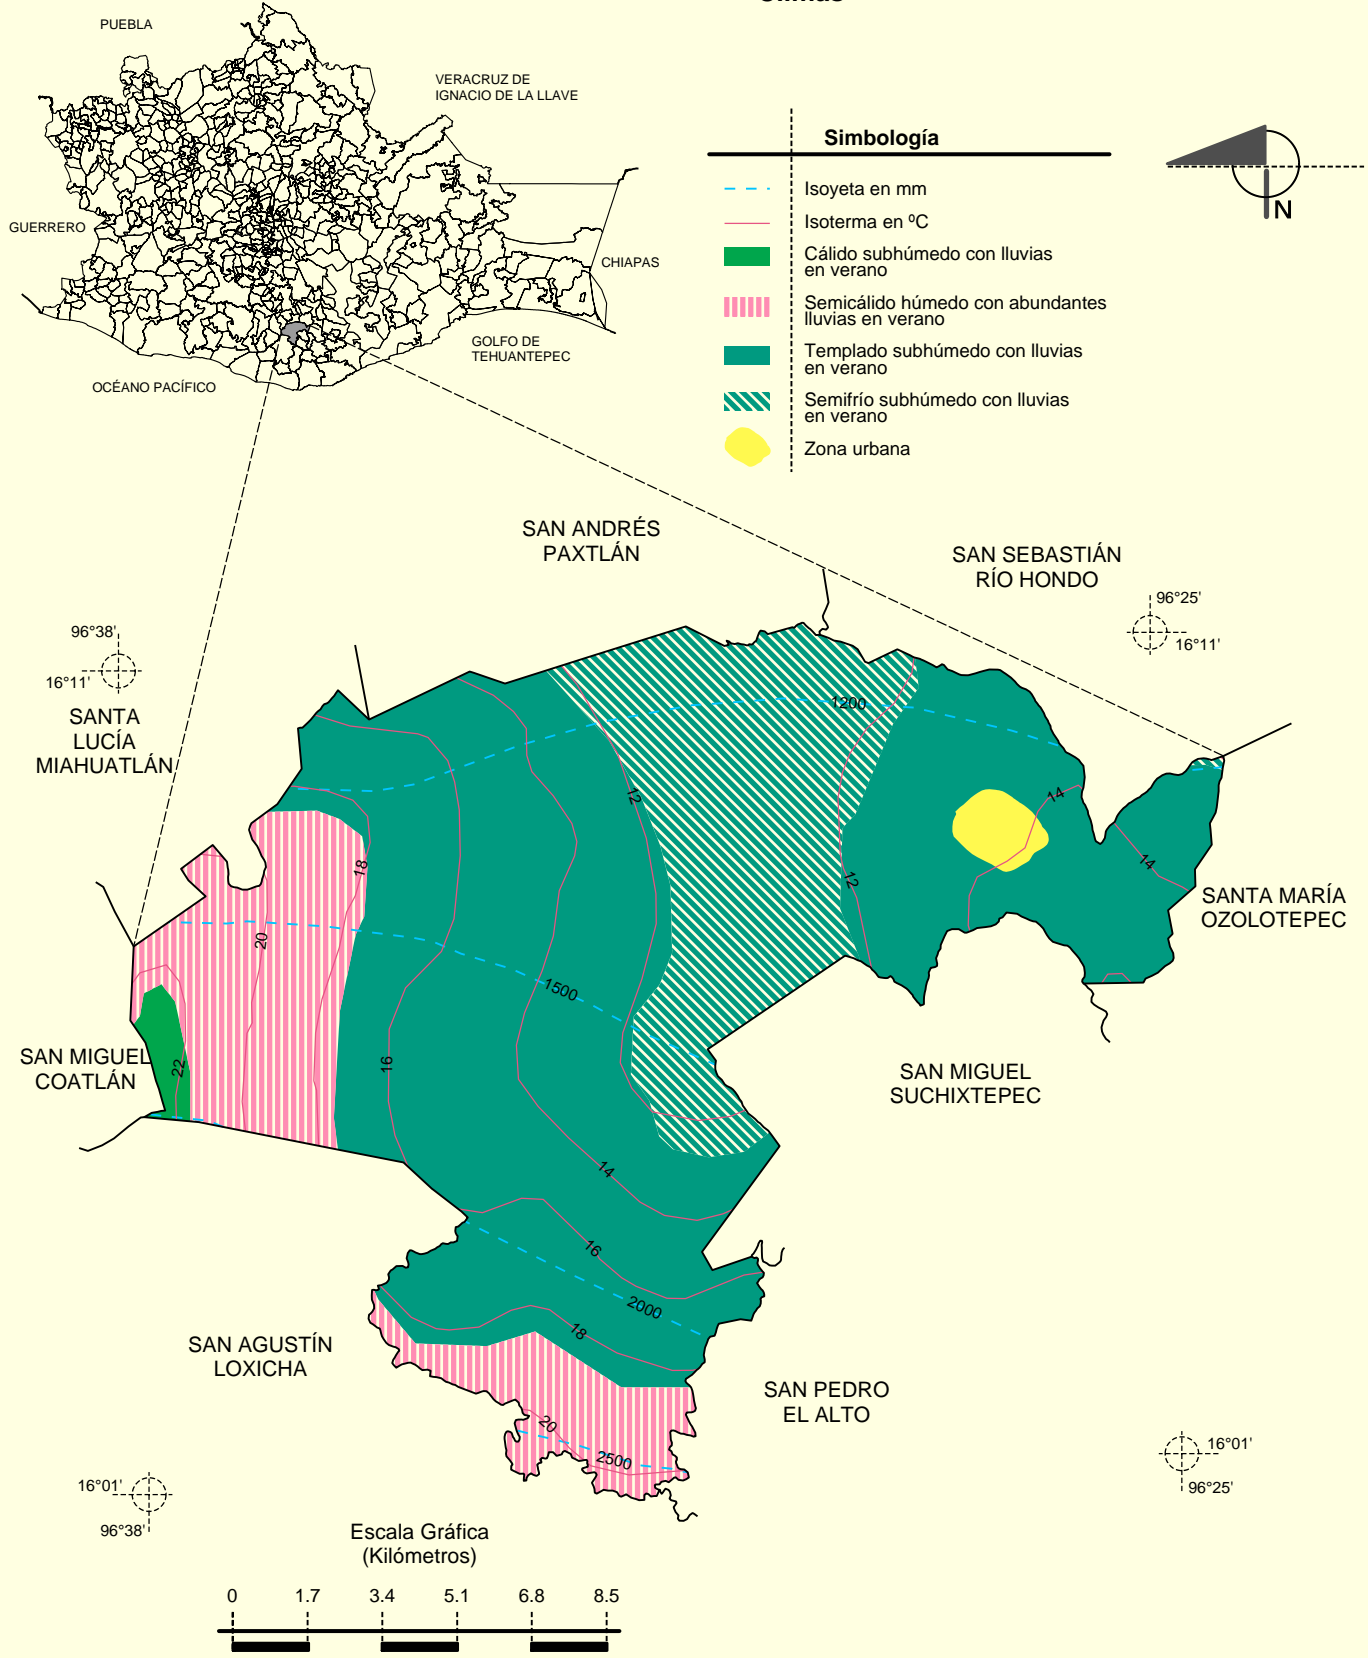 Climas
PUEBLA
VERACRUZ DE
IGNACIO DE LA LLAVE
GUERRERO
CHIAPAS
GOLFO DE
TEHUANTEPEC
OCÉANO PACÍFICO
Simbología
Isoyeta en mm
Isoterma en ºC
Cálido subhúmedo con lluvias
en verano
Semicálido húmedo con abundantes
lluvias en verano
Templado subhúmedo con lluvias
en verano
Semifrío subhúmedo con lluvias
en verano
Zona urbana
N
SAN ANDRÉS
PAXTLÁN
SAN SEBASTIÁN
RÍO HONDO
96°25'
16°11'
96°38'
16°11'
SANTA
LUCÍA
MIAHUATLÁN
1200
12
14
14
18
12
SANTA MARÍA
OZOLOTEPEC
20
1500
SAN MIGUEL
COATLÁN
22
16
SAN MIGUEL
SUCHIXTEPEC
14
16
2000
18
SAN AGUSTÍN
LOXICHA
SAN PEDRO
EL ALTO
20
2500
16°01'
96°25'
16°01'
96°38'
Escala Gráfica
(Kilómetros)
0 1.7 3.4 5.1 6.8 8.5